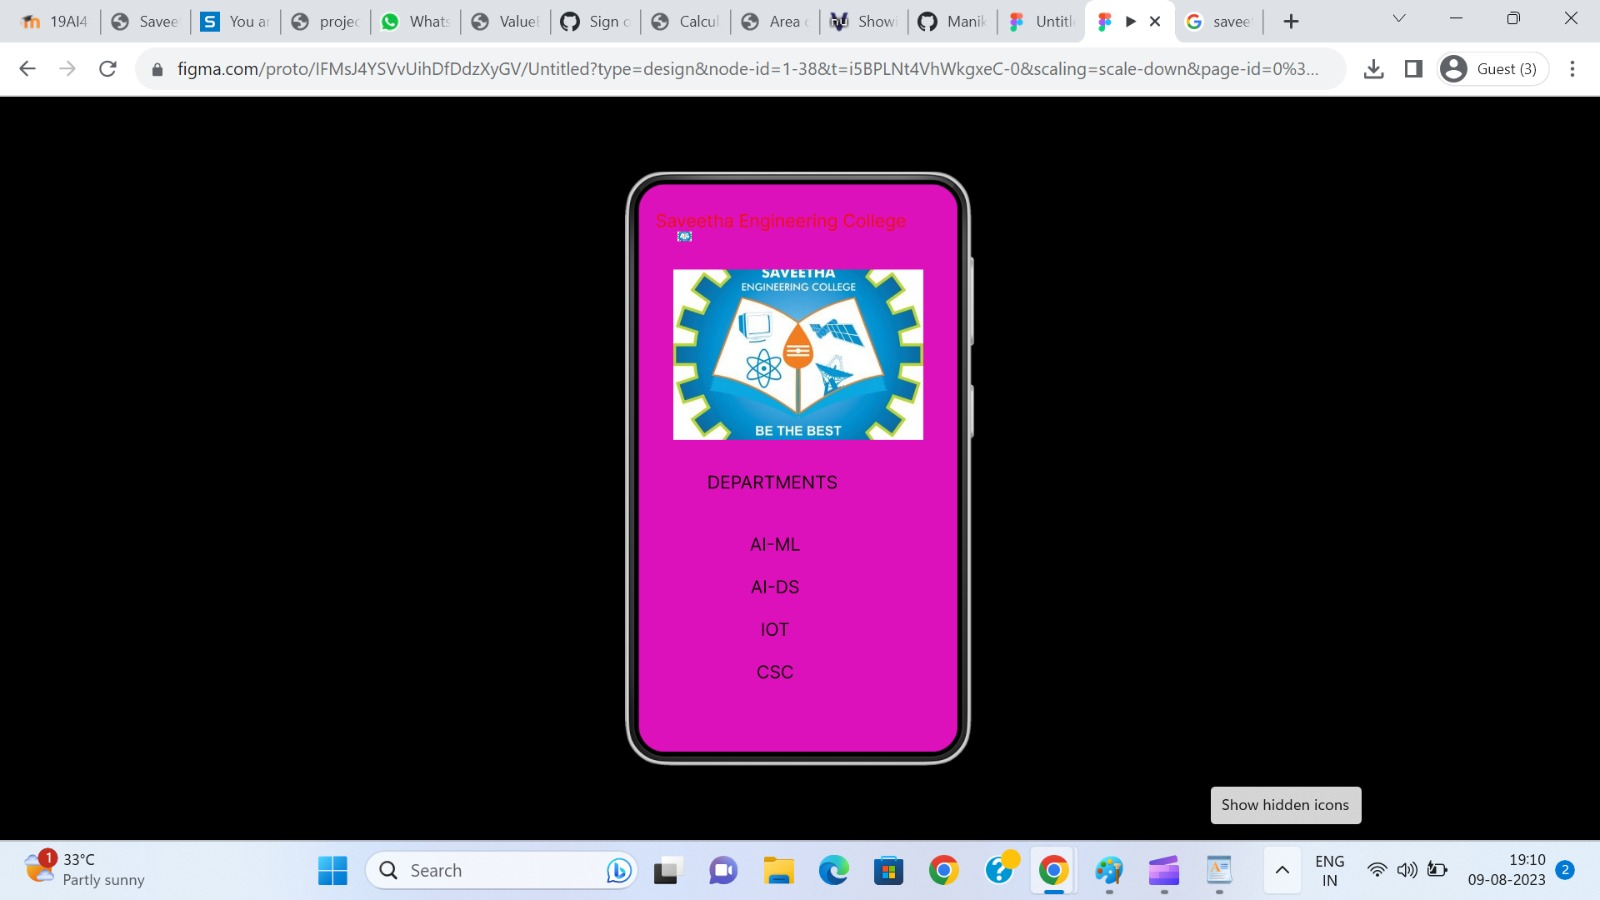 19AI4
Savee
You a
projec
Whats
Value
Sign o
Calcul
Area o
Showi
Manik
Untitl
saveet
figma.com/proto/IFMsJ4YSVvUihDfDdzXyGV/Untitled?type=design&node-id=1-38&t=i5BPLNt4VhWkgxeC-0&scaling=scale-down&page-id=0%3...
Guest (3)
Saveetha Engineering College
SAVEETHA
ENGINEERING COLLEGE
BE THE BEST
DEPARTMENTS
AI-ML
AI-DS
IOT
CSC
Show hidden icons
1
33°C
Partly sunny
Search
ENG
IN
19:10
09-08-2023
2